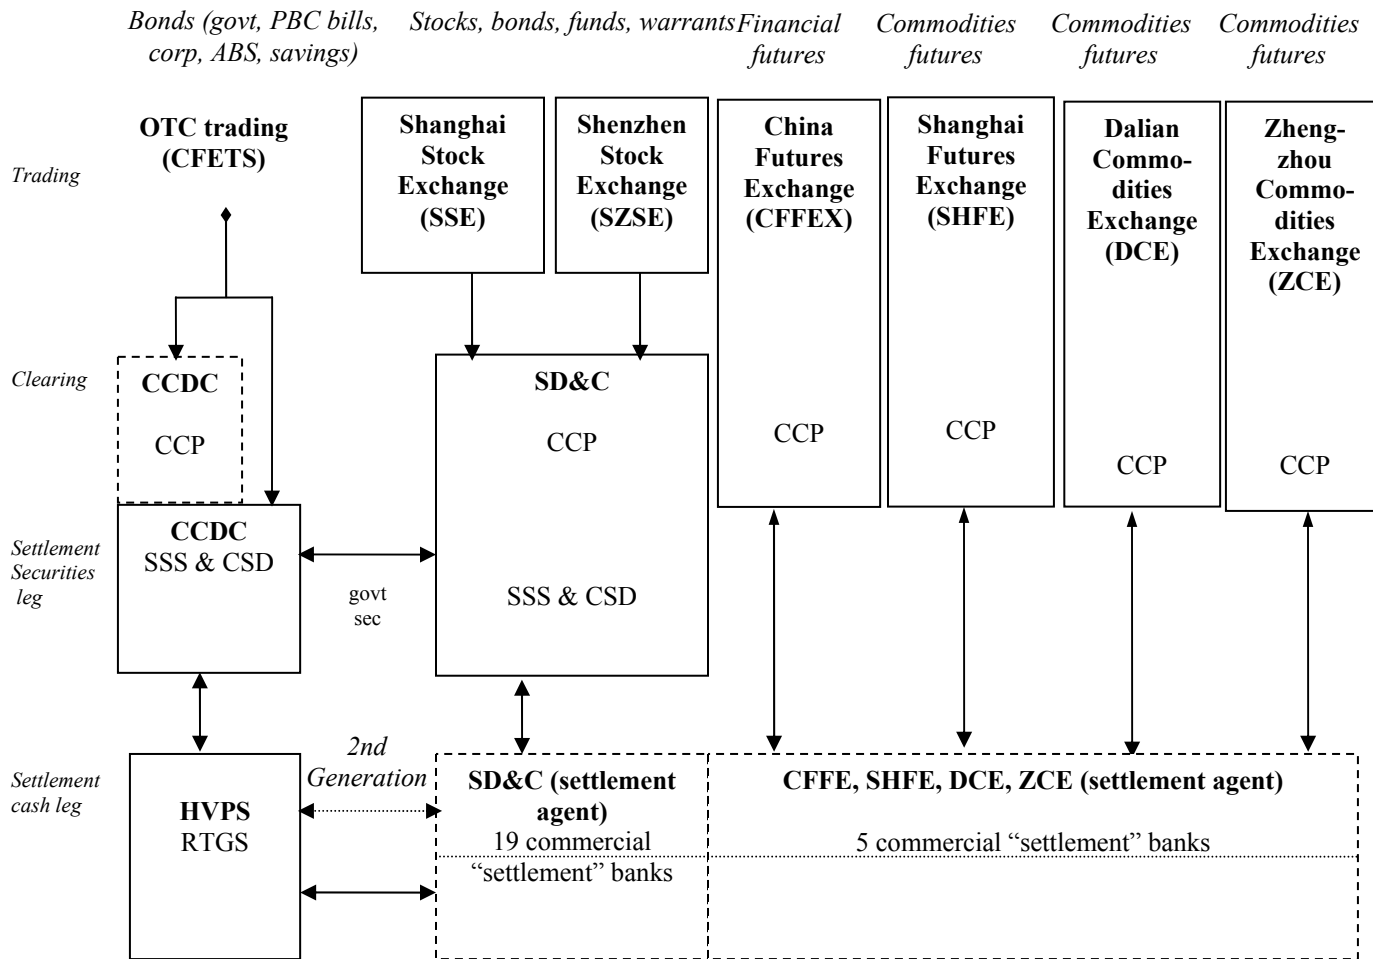 Bonds (govt, PBC bills,
corp, ABS, savings)
Stocks, bonds, funds, warrants
Financial
futures
Commodities
futures
Commodities
futures
Commodities
futures
Trading
OTC trading
(CFETS)
Shanghai
Stock
Exchange
(SSE)
Shenzhen
Stock
Exchange
(SZSE)
China
Futures
Exchange
(CFFEX)
Shanghai
Futures
Exchange
(SHFE)
Dalian
Commo-
dities
Exchange
(DCE)
Zheng-
zhou
Commo-
dities
Exchange
(ZCE)
Clearing
CCDC
CCP
SD&C
CCP
CCP
CCP
CCP
CCP
Settlement
Securities
leg
CCDC
SSS & CSD
govt
sec
SSS & CSD
Settlement
cash leg
HVPS
RTGS
2nd
Generation
SD&C (settlement
agent)
19 commercial
“settlement” banks
CFFE, SHFE, DCE, ZCE (settlement agent)
5 commercial “settlement” banks